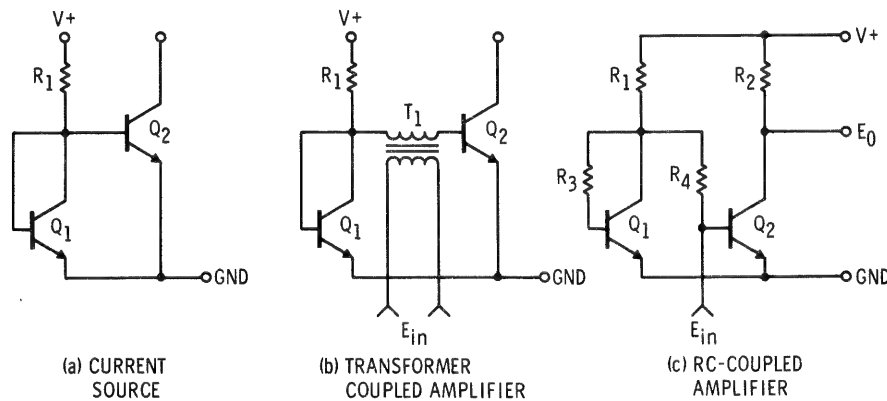 V+
R1
Q2
Q1
GND
(a) CURRENT
SOURCE
V+
R1
T1
Q2
Q1
GND
Ein
(b) TRANSFORMER
COUPLED AMPLIFIER
V+
R1
R2
E0
R3
R4
Q1
Q2
GND
Ein
(c) RC-COUPLED
AMPLIFIER